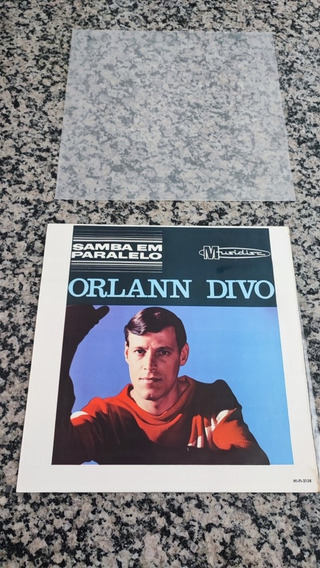 SAMBA EM
PARALELO
Musidisc
ORLANN DIVO